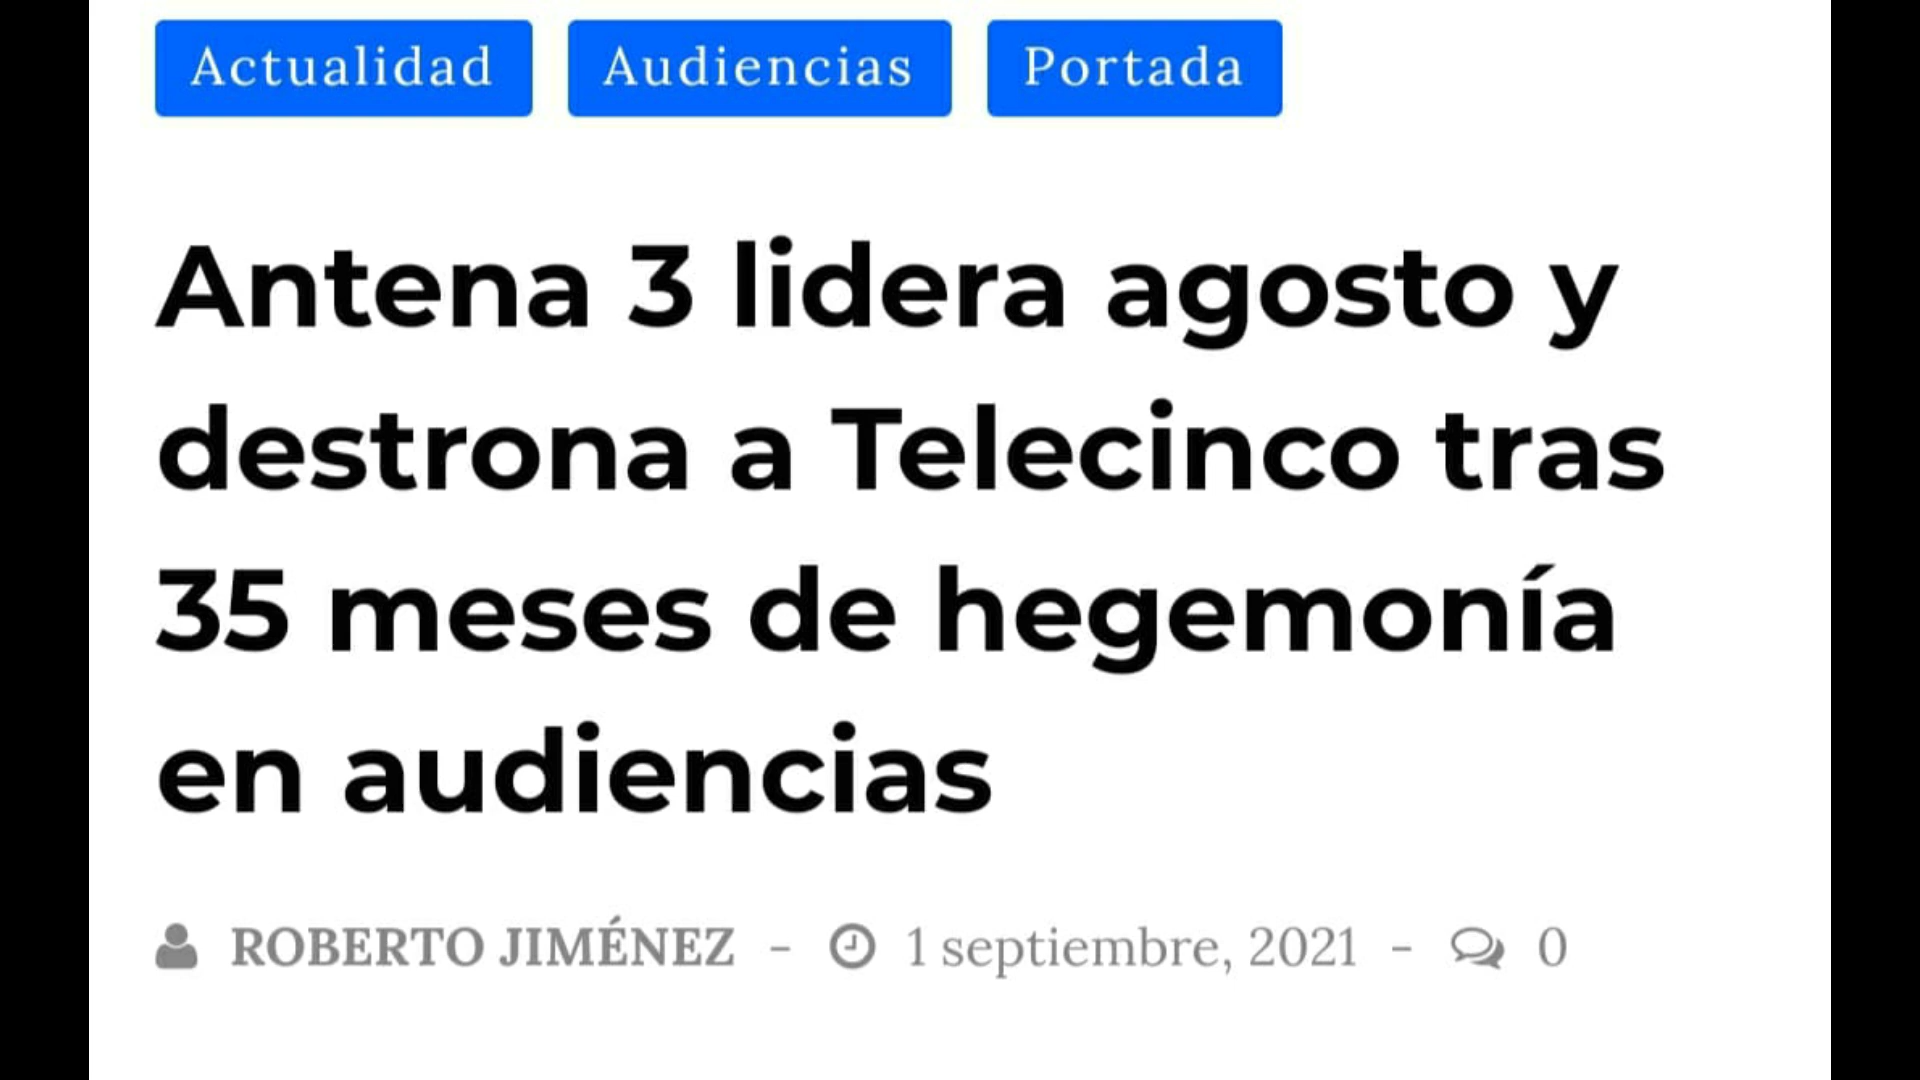 Actualidad Audiencias Portada
Antena 3 lidera agosto y
destrona a Telecinco tras
35 meses de hegemonía
en audiencias
ROBERTO JIMÉNEZ - 1 septiembre, 2021 - 0